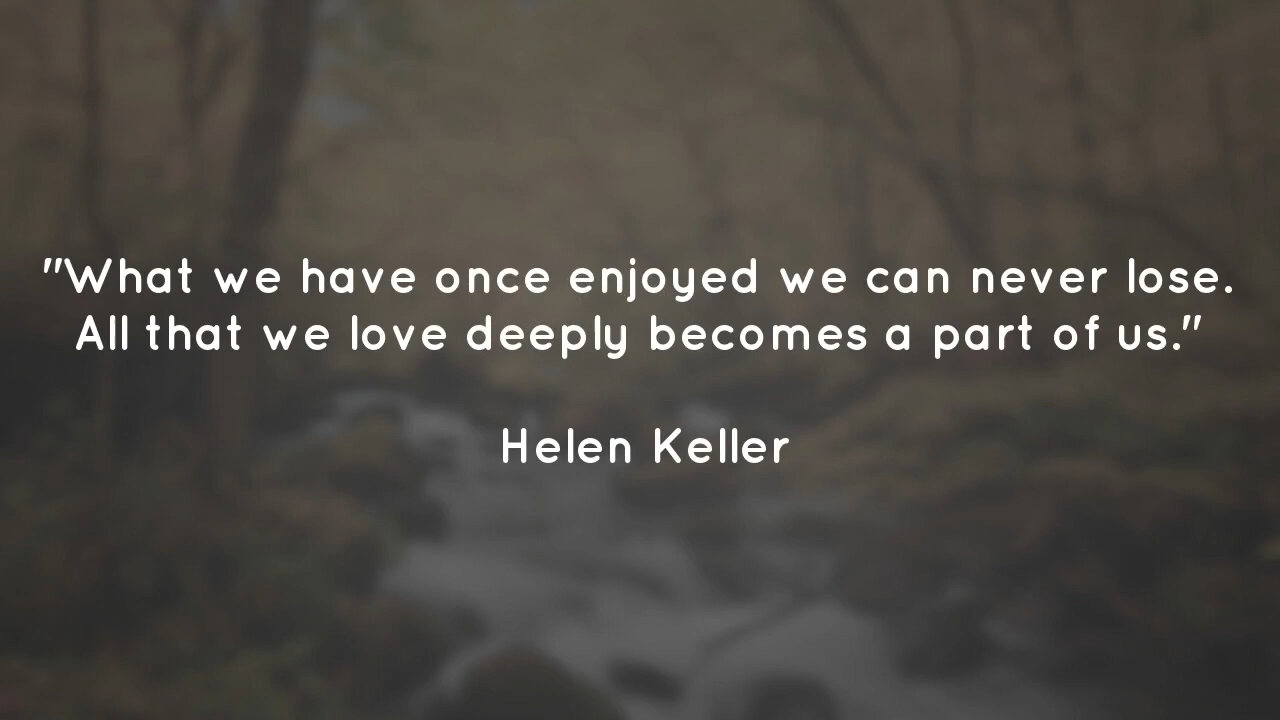 "What we have once enjoyed we can never lose.
All that we love deeply becomes a part of us."
Helen Keller